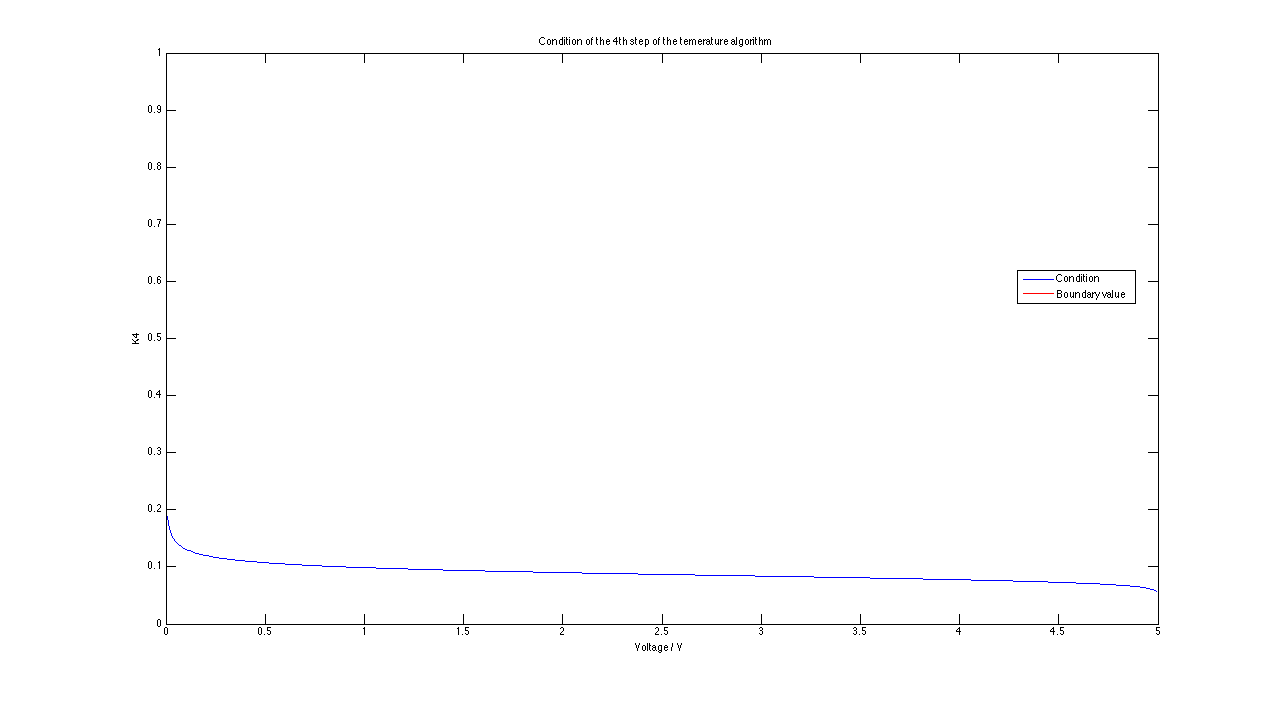 Condition of the 4th step of the temerature algorithm
1
0.9
0.8
0.7
0.6
0.5
0.4
0.3
0.2
0.1
0
K4
Condition
Boundary value
0 0.5 1 1.5 2 2.5 3 3.5 4 4.5 5
Voltage / V